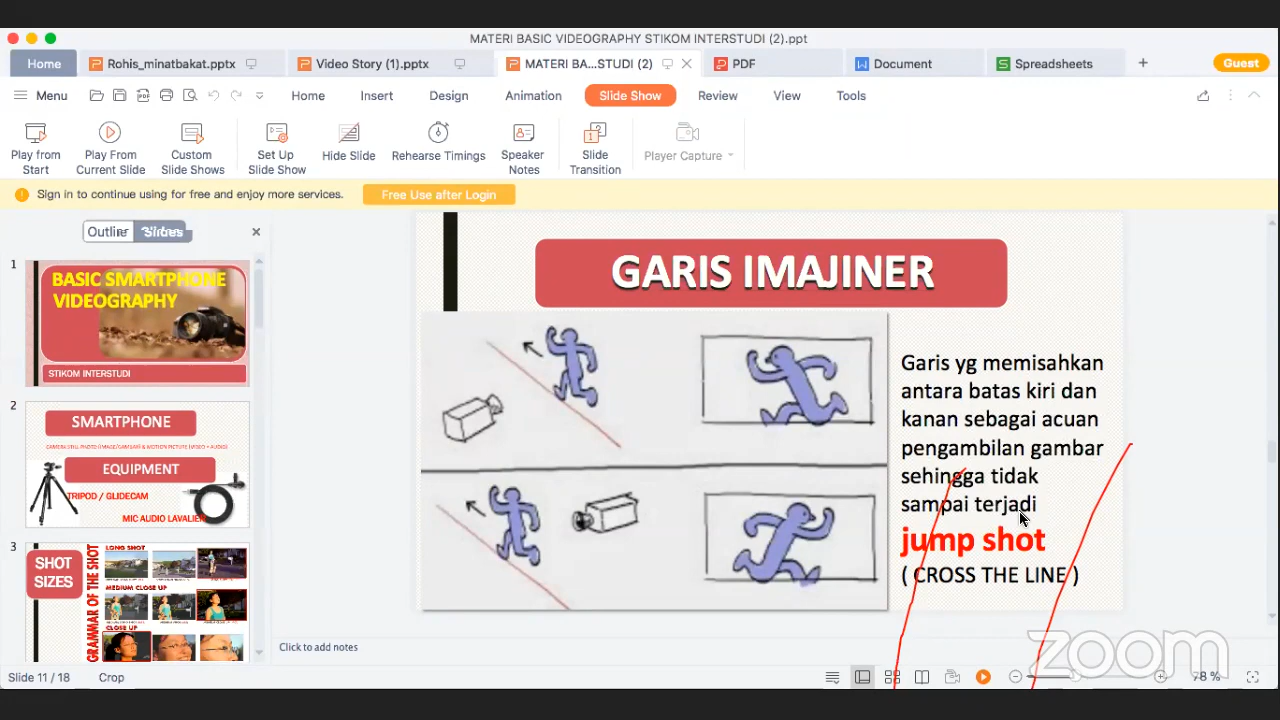 MATERI BASIC VIDEOGRAPHY STIKOM INTERSTUDI (2).ppt
Home Rohis_minatbakat.pptx Video Story (1).pptx MATERI BA...STUDI (2) PDF Document Spreadsheets + Guest
Menu Home Insert Design Animation Slide Show Review View Tools
Play from Start
Play From Current Slide
Custom Slide Shows
Set Up Slide Show
Hide Slide
Rehearse Timings
Speaker Notes
Slide Transition
Player Capture
Sign in to continue using for free and enjoy more services. Free Use after Login
Outline Slides
1
BASIC SMARTPHONE
VIDEOGRAPHY
STIKOM INTERSTUDI
2
SMARTPHONE
EQUIPMENT
TRIPOD / GLIDECAM
MIC AUDIO LAVALIER
3
SHOT
SIZES
GRAMMAR OF THE SHOT
LONG SHOT
MEDIUM CLOSE UP
CLOSE UP
GARIS IMAJINER
Garis yg memisahkan
antara batas kiri dan
kanan sebagai acuan
pengambilan gambar
sehingga tidak
sampai terjadi
jump shot
( CROSS THE LINE )
Click to add notes
zoom
Slide 11 / 18 Crop 78 %